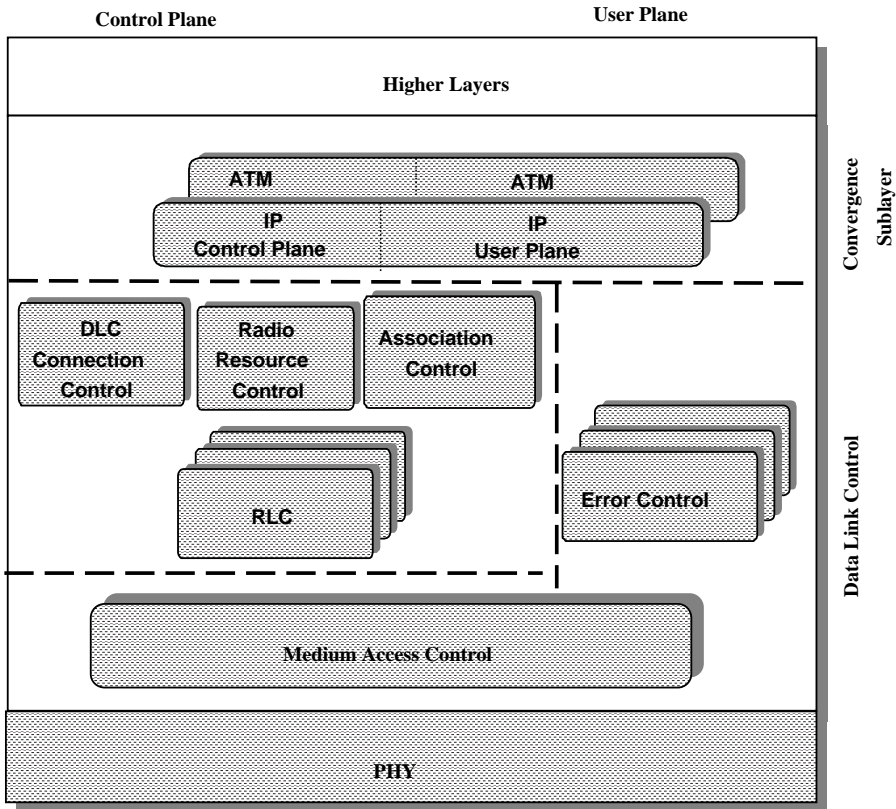 Control Plane
User Plane
Higher Layers
ATM
ATM
IP
Control Plane
IP
User Plane
Convergence
Sublayer
DLC
Connection
Control
Radio
Resource
Control
Association
Control
RLC
Error Control
Data Link Control
Medium Access Control
PHY